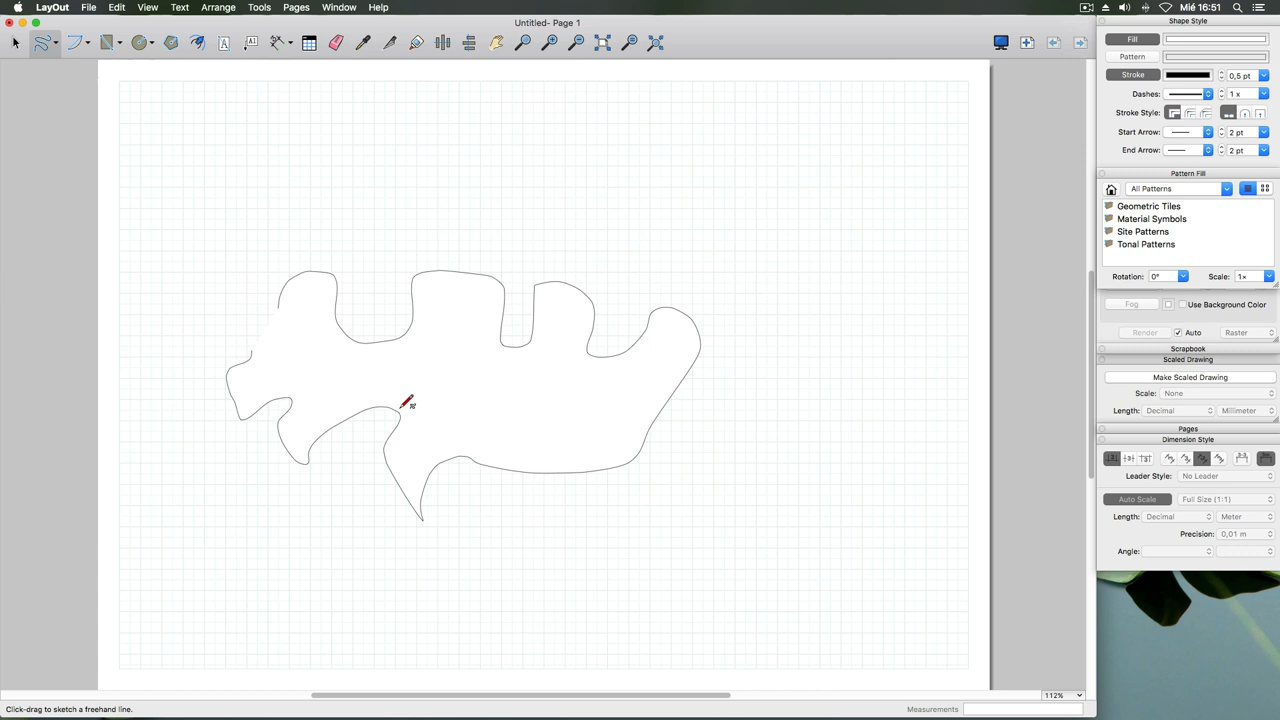 LayOut File Edit View Text Arrange Tools Pages Window Help
Mié 16:51
Untitled- Page 1
Shape Style
Fill
Pattern
Stroke 0,5 pt
Dashes: 1 x
Stroke Style:
Start Arrow: 2 pt
End Arrow: 2 pt
Pattern Fill
All Patterns
Geometric Tiles
Material Symbols
Site Patterns
Tonal Patterns
Rotation: 0° Scale: 1×
Fog Use Background Color
Render Auto Raster
Scrapbook
Scaled Drawing
Make Scaled Drawing
Scale: None
Length: Decimal Millimeter
Pages
Dimension Style
Leader Style: No Leader
Auto Scale Full Size (1:1)
Length: Decimal Meter
Precision: 0,01 m
Angle:
112%
Click-drag to sketch a freehand line. Measurements